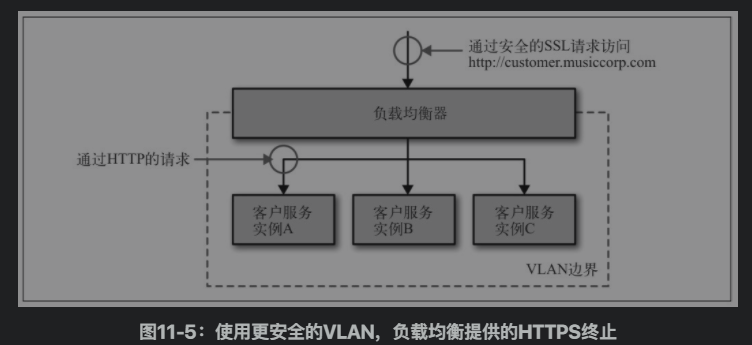 通过安全的SSL请求访问
http://customer.musiccorp.com
负载均衡器
通过HTTP的请求
客户服务
实例A
客户服务
实例B
客户服务
实例C
VLAN边界
图11-5：使用更安全的VLAN，负载均衡提供的HTTPS终止